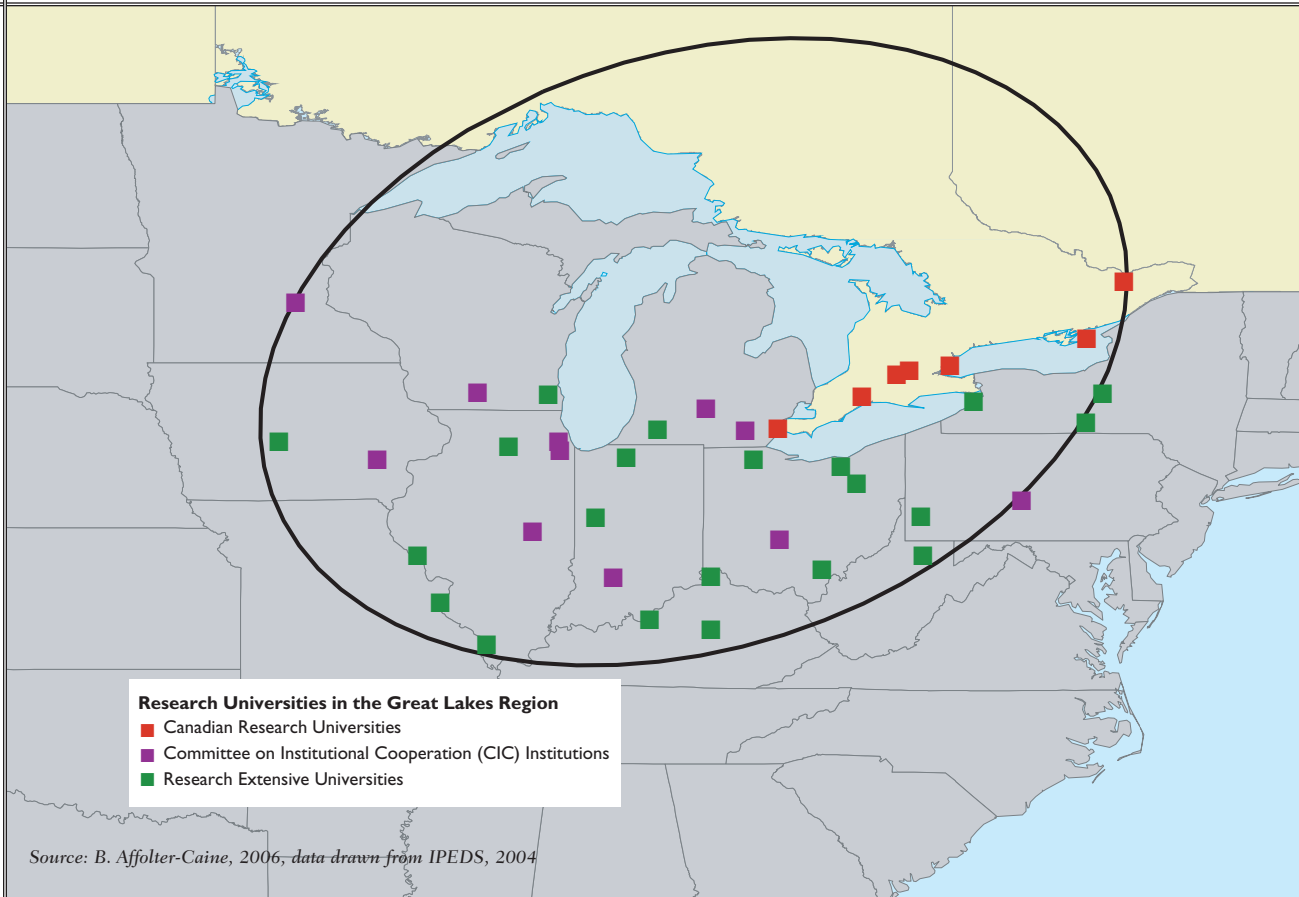 Research Universities in the Great Lakes Region
Canadian Research Universities
Committee on Institutional Cooperation (CIC) Institutions
Research Extensive Universities
Source: B. Affolter-Caine, 2006, data drawn from IPEDS, 2004